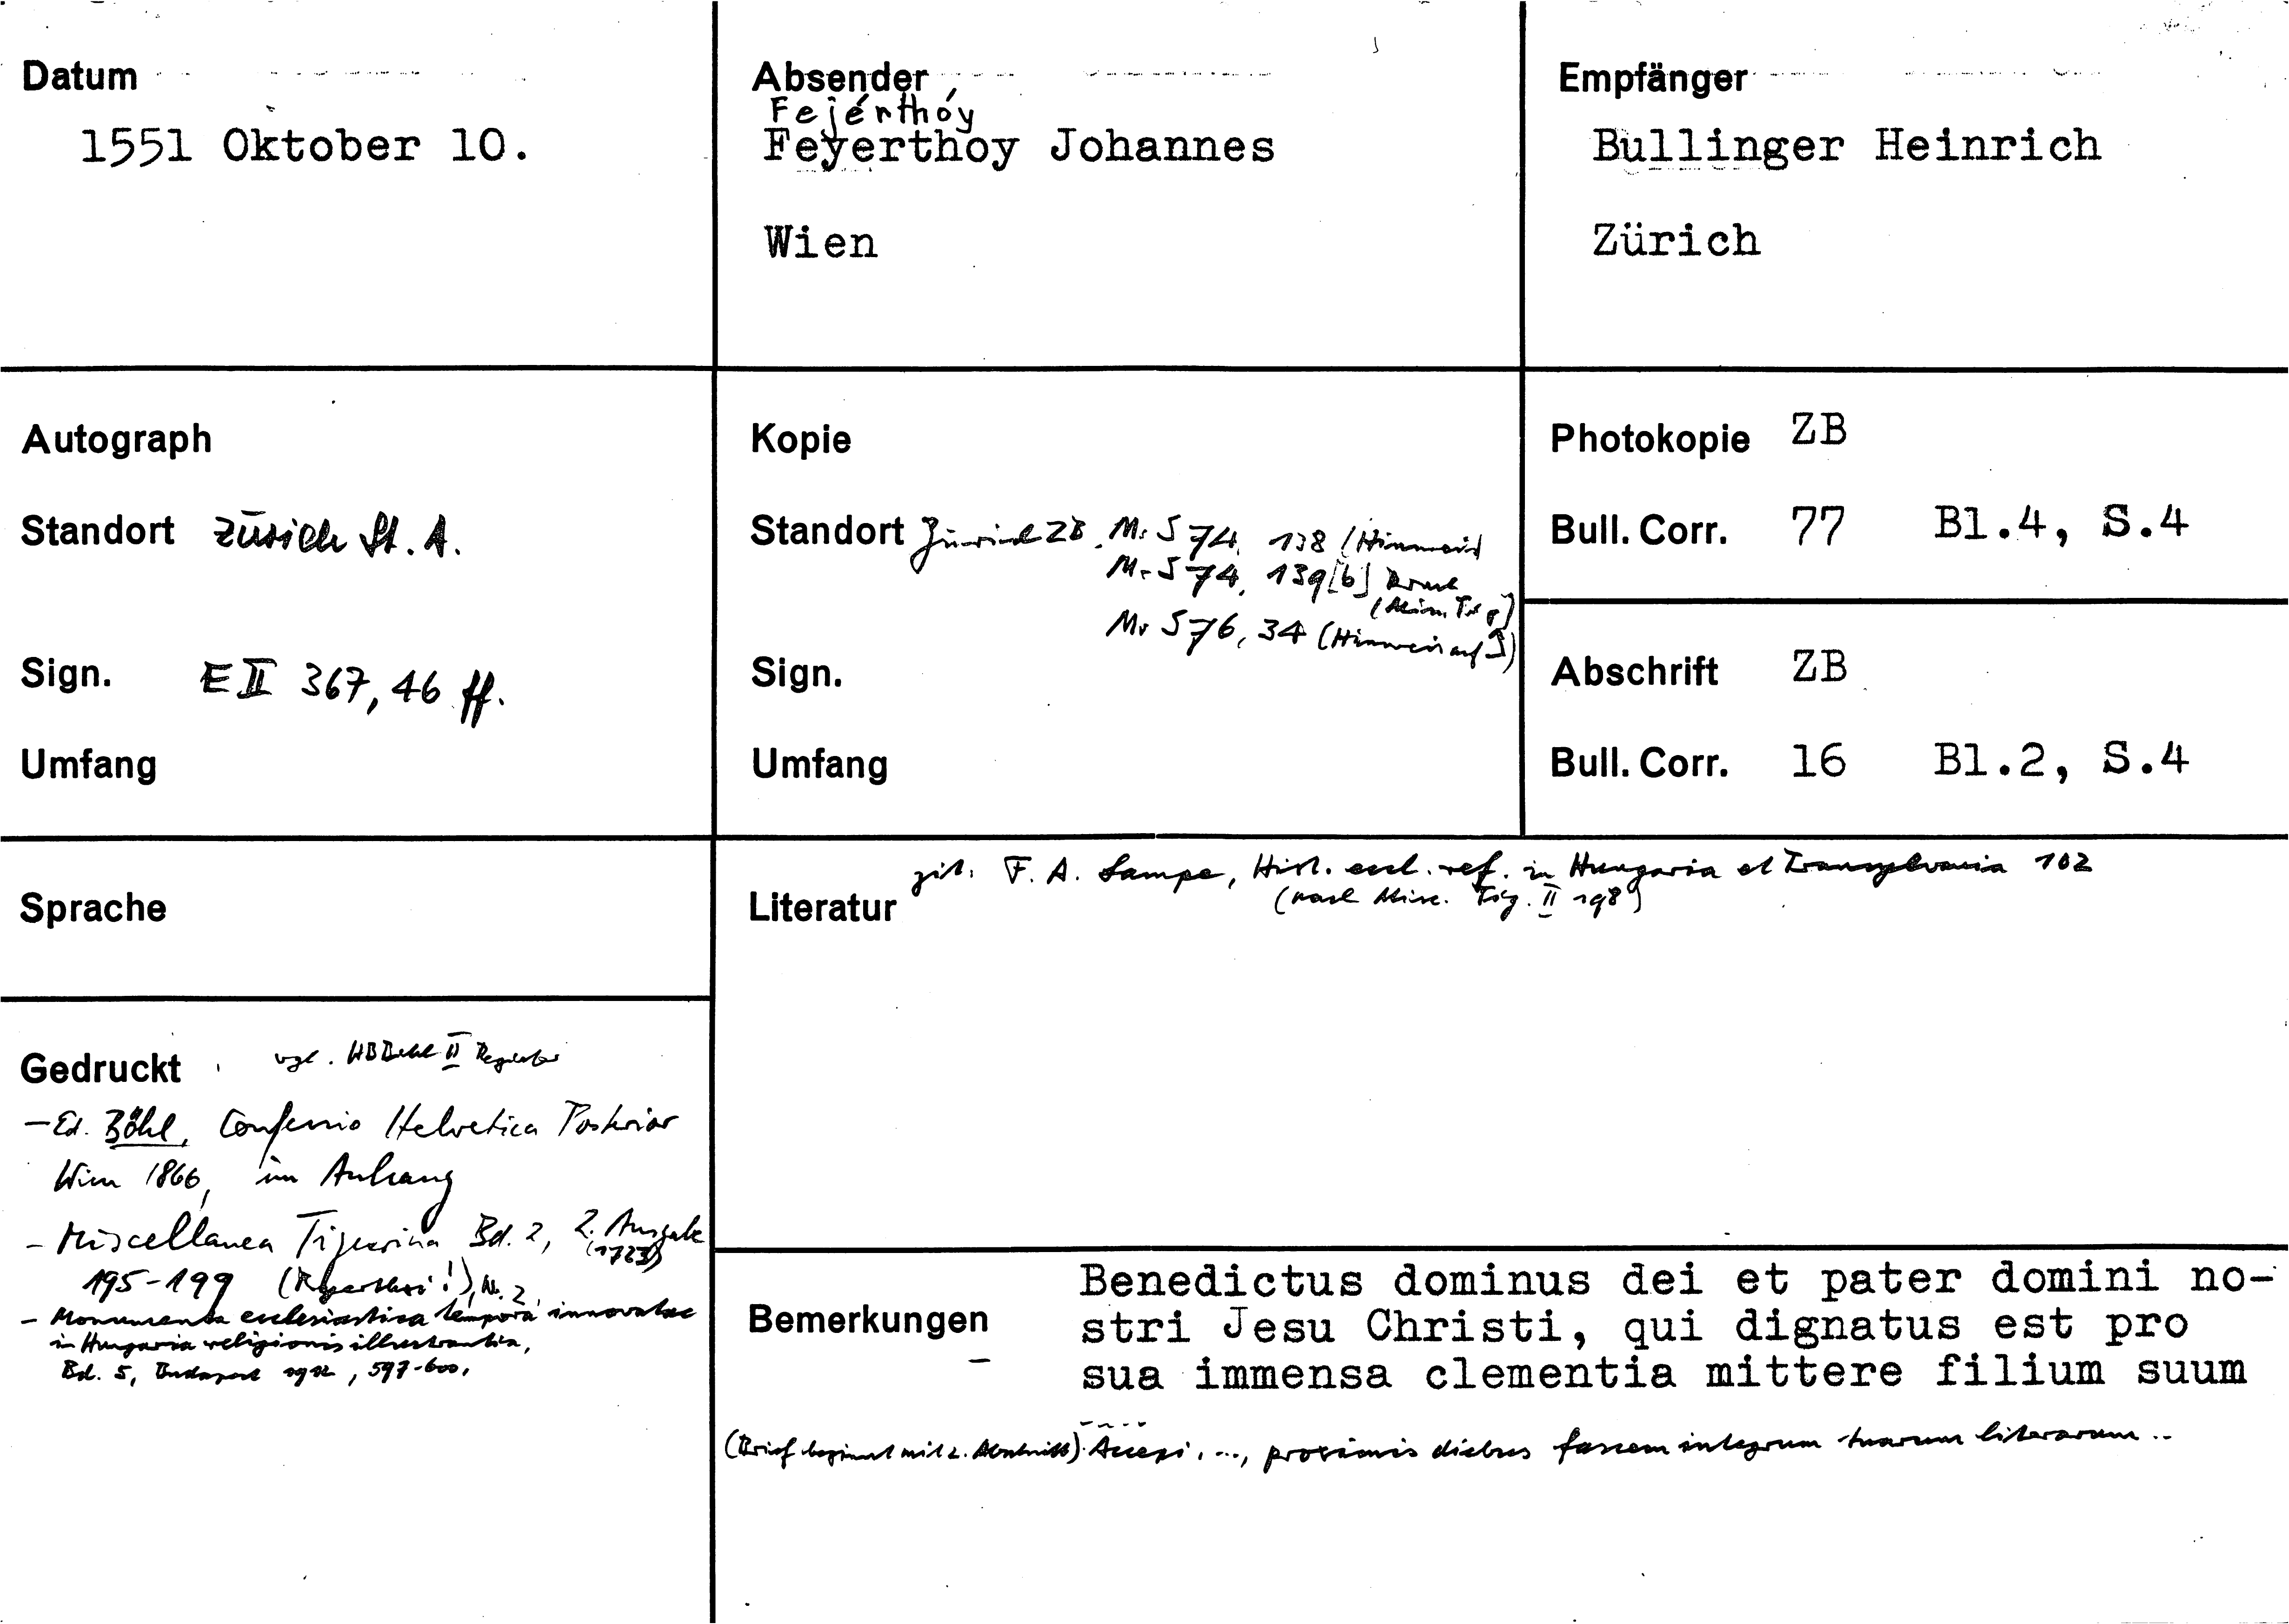 Datum
1551 Oktober 10.
Absender
Fejérthóy
Feyerthoy Johannes
Wien
Empfänger
Bullinger Heinrich
Zürich
Autograph
Standort Zürich St. A.
Sign. E II 367, 46 ff.
Umfang
Kopie
Standort Zürich ZB, Ms S 74, 138 (Hinweis)
Ms S 74, 139[b] Druck
(Misc. Tig.)
Ms S 76, 34 (Hinweis auf
Sign.
Umfang
Photokopie ZB
Bull. Corr. 77 Bl.4, S.4
Abschrift ZB
Bull. Corr. 16 Bl.2, S.4
Sprache
Literatur
zit. F. A. Lampe, Hist. eccl. ref. in Hungaria et Transylvania 102
(nach Misc. Tig. II 198)
Gedruckt vgl. HBBibl II Register
- Ed. Böhl, Confessio Helvetica Posterior
Wien 1866, im Anhang
- Miscellanea Tigurina Bd. 2, 2. Ausgabe
(1723)
195-199 ( !), Nr. 2
- Monumenta ecclesiastica tempora innovatae
in Hungaria religionis illustrantia,
Bd. 5, Budapest 1912, 597-600.
Bemerkungen
Benedictus dominus dei et pater domini no-
stri Jesu Christi, qui dignatus est pro
sua immensa clementia mittere filium suum
(Brief beginnt mit 2. Abschnitt) Accepi, ..., proximis diebus fascem integrum tuarum literarum ..